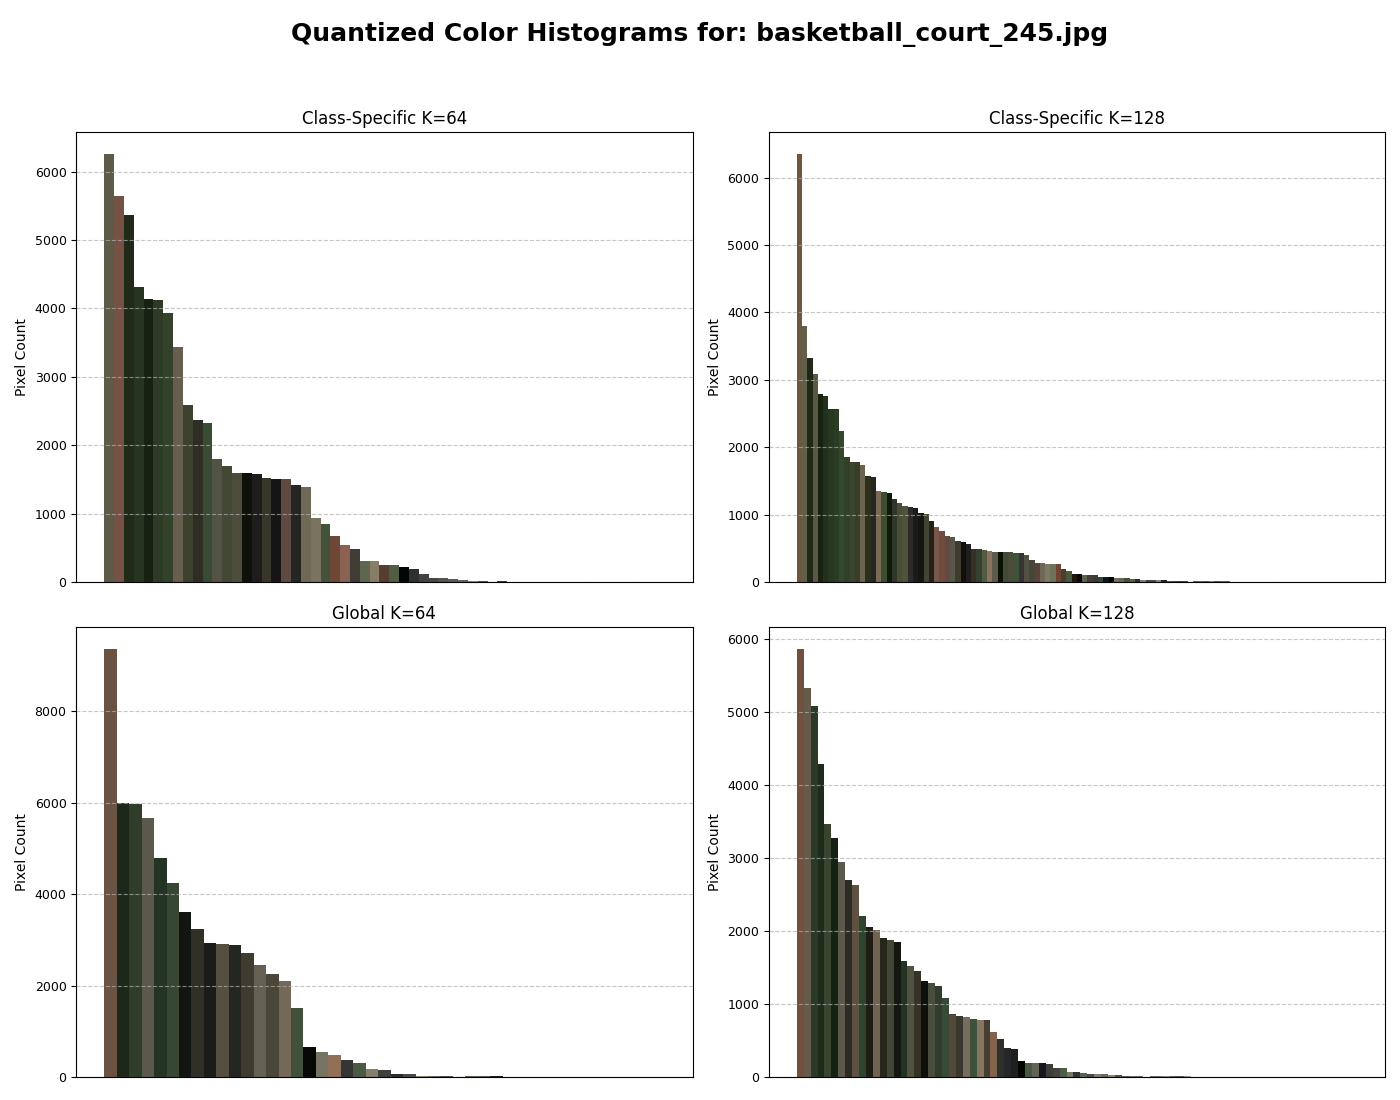 Quantized Color Histograms for: basketball_court_245.jpg
Class-Specific K=64
Pixel Count
6000
5000
4000
3000
2000
1000
0
Class-Specific K=128
Pixel Count
6000
5000
4000
3000
2000
1000
0
Global K=64
Pixel Count
8000
6000
4000
2000
0
Global K=128
Pixel Count
6000
5000
4000
3000
2000
1000
0